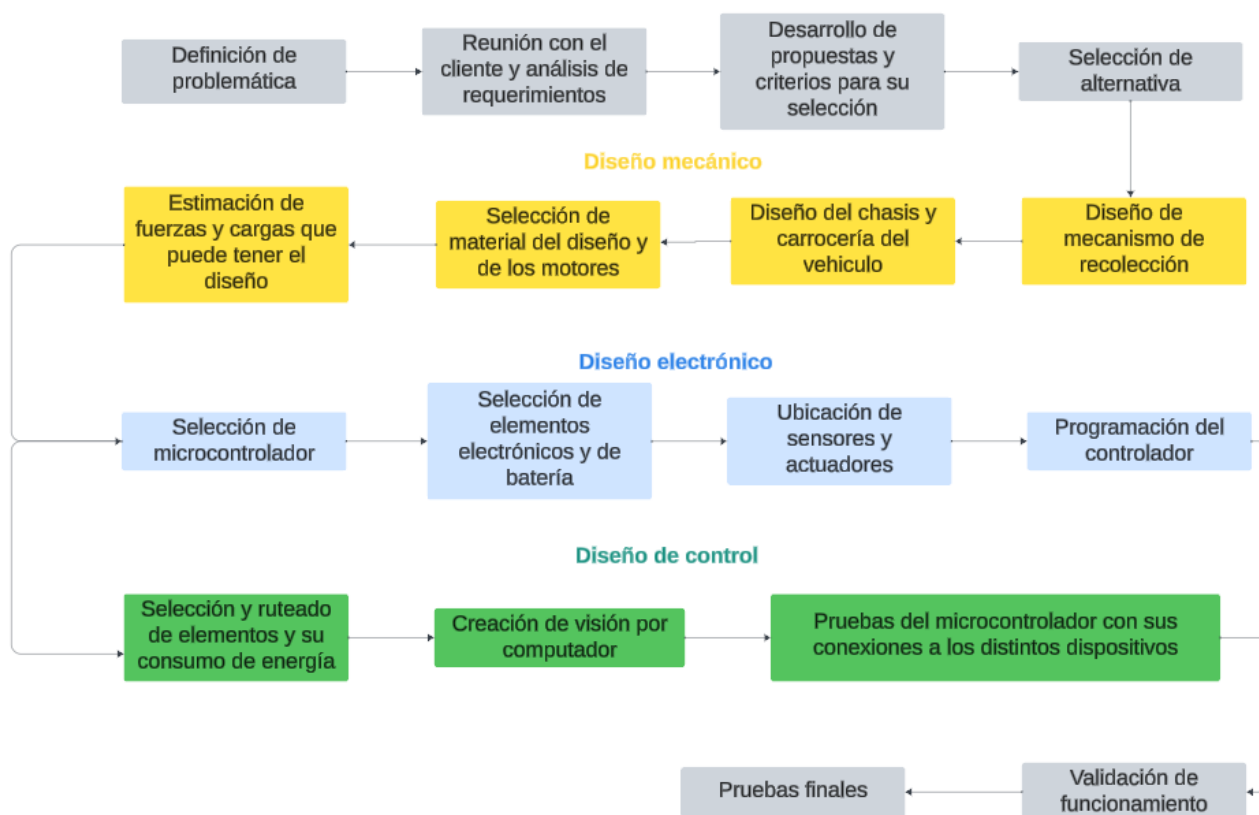 Definición de
problemática
Reunión con el
cliente y análisis de
requerimientos
Desarrollo de
propuestas y
criterios para su
selección
Selección de
alternativa
Diseño mecánico
Estimación de
fuerzas y cargas que
puede tener el
diseño
Selección de
material del diseño y
de los motores
Diseño del chasis y
carrocería del
vehiculo
Diseño de
mecanismo de
recolección
Diseño electrónico
Selección de
microcontrolador
Selección de
elementos
electrónicos y de
batería
Ubicación de
sensores y
actuadores
Programación del
controlador
Diseño de control
Selección y ruteado
de elementos y su
consumo de energía
Creación de visión por
computador
Pruebas del microcontrolador con sus
conexiones a los distintos dispositivos
Pruebas finales
Validación de
funcionamiento